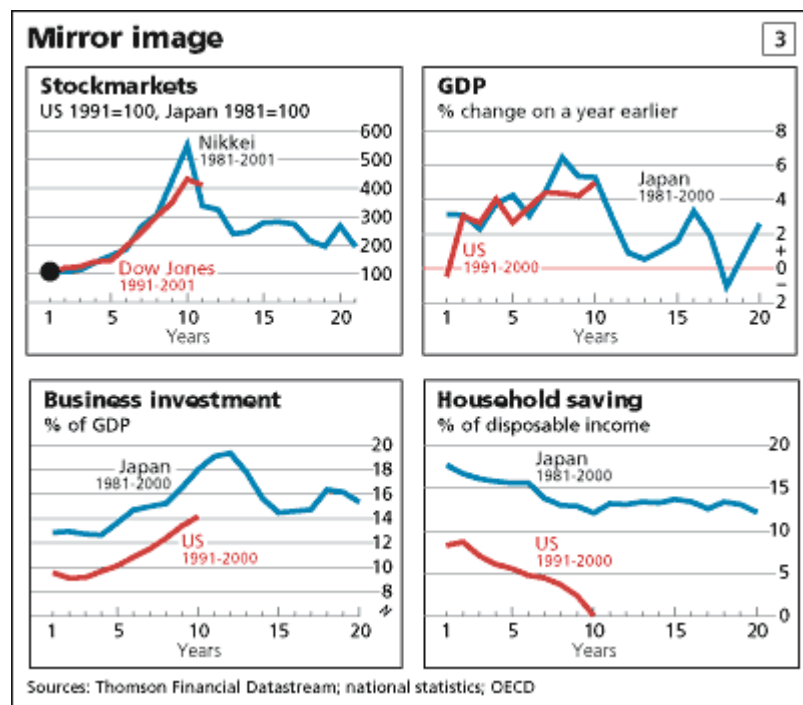 Mirror image
3
Stockmarkets
US 1991=100, Japan 1981=100
600
500
400
300
200
100
Nikkei
1981-2001
Dow Jones
1991-2001
1 5 10 15 20
Years
GDP
% change on a year earlier
8
6
4
2
+
0
–
2
Japan
1981-2000
US
1991-2000
1 5 10 15 20
Years
Business investment
% of GDP
20
18
16
14
12
10
8
Japan
1981-2000
US
1991-2000
1 5 10 15 20
Years
Household saving
% of disposable income
20
15
10
5
0
Japan
1981-2000
US
1991-2000
1 5 10 15 20
Years
Sources: Thomson Financial Datastream; national statistics; OECD